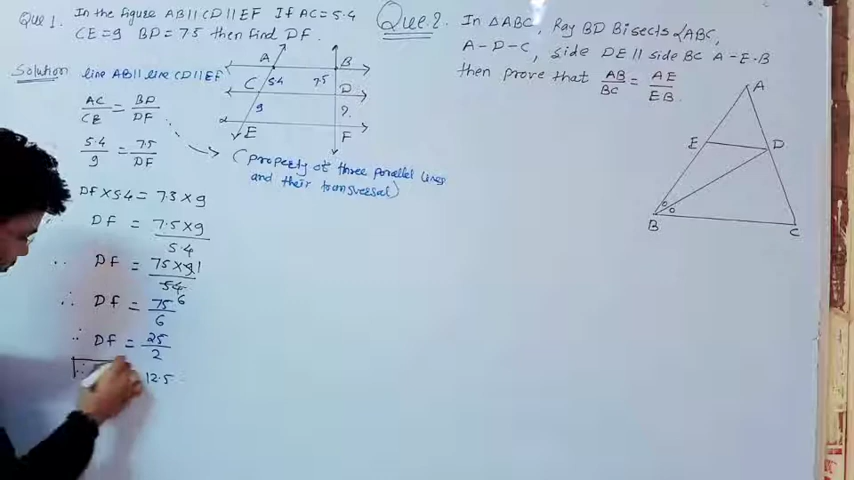 Que 1. In the figure AB || CD || EF If AC = 5.4
CE = 9 BD = 7.5 then find DF.
Solution line AB || line CD || EF
AC/CE = BD/DF
5.4/9 = 7.5/DF
(property of three parallel lines
and their transversal)
DF × 5.4 = 7.5 × 9
DF = 7.5 × 9/5.4
∴ DF = 75 × 9/54 1 6
∴ DF = 75/6
∴ DF = 25/2
∴ 12.5
A B
C 5.4 7.5 D
9 ?
E F
Que 2. In △ABC, Ray BD Bisects ∠ABC,
A-D-C, side DE || side BC A-E-B
then prove that AB/BC = AE/EB.
A
E D
B C